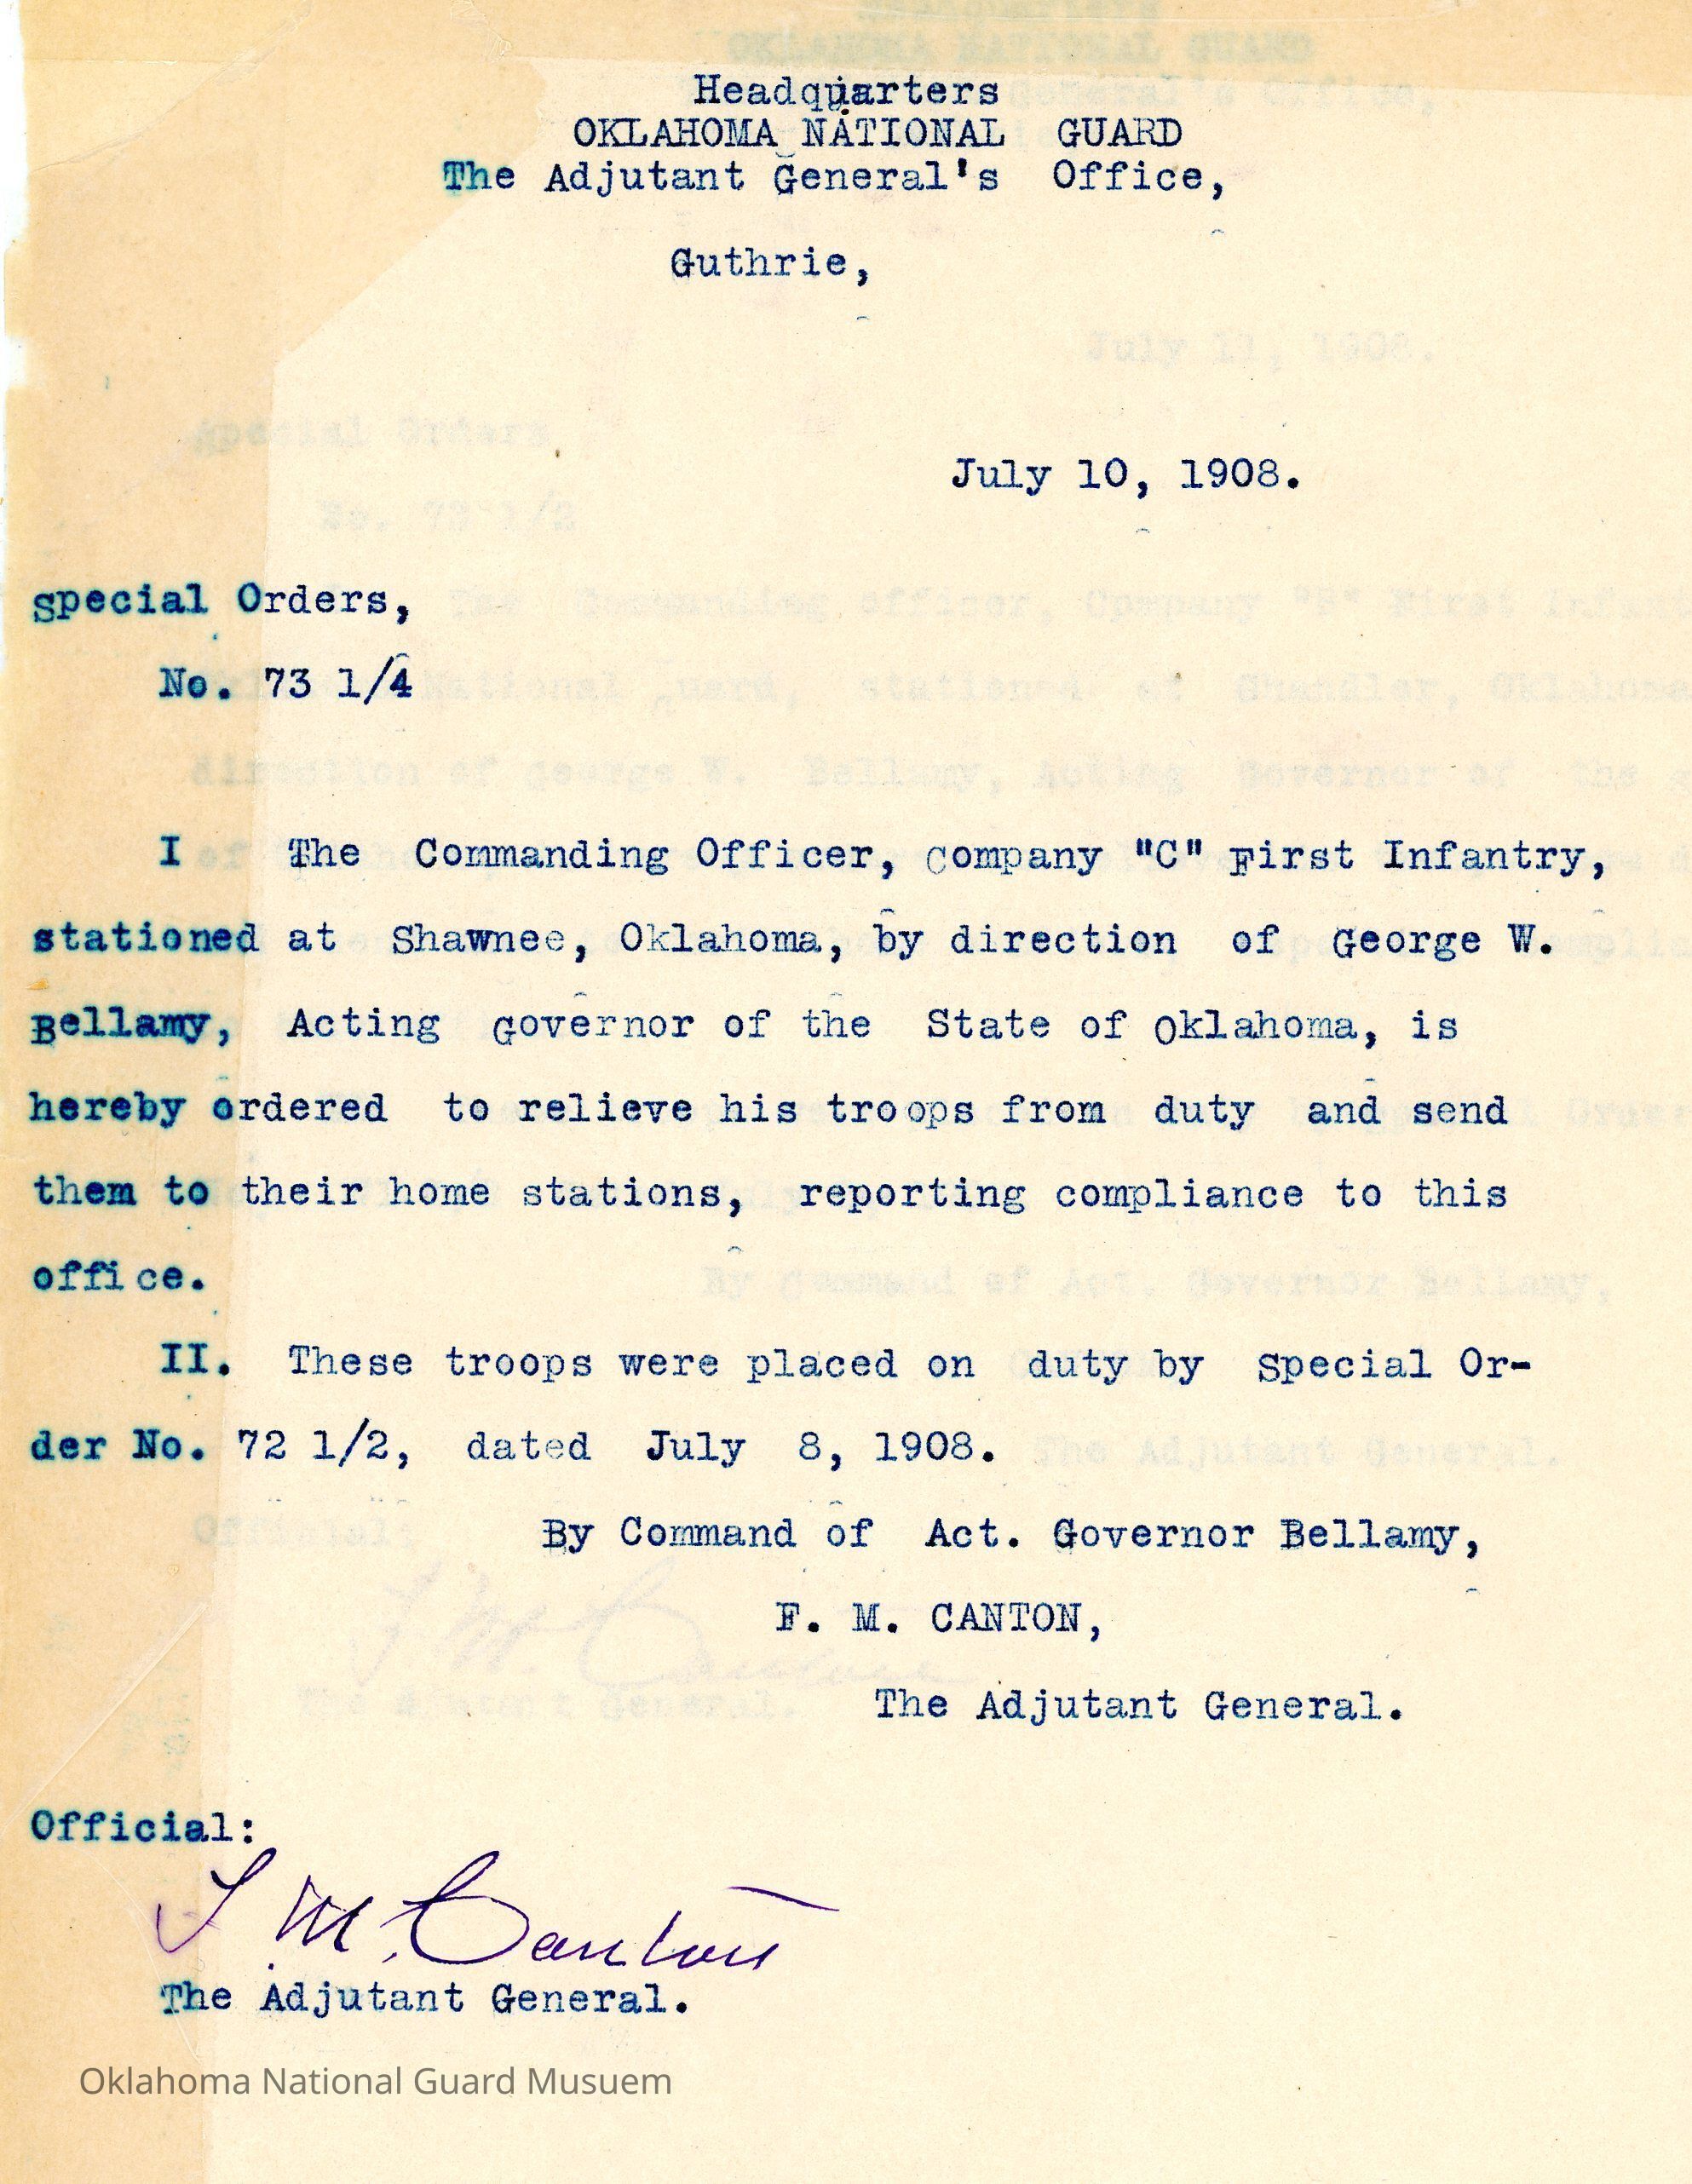 Headquarters
OKLAHOMA NATIONAL GUARD
The Adjutant General's Office,
Guthrie,
July 10, 1908.
Special Orders,
No. 73 1/4
I The Commanding Officer, Company "C" First Infantry,
stationed at Shawnee, Oklahoma, by direction of George W.
Bellamy, Acting Governor of the State of Oklahoma, is
hereby ordered to relieve his troops from duty and send
them to their home stations, reporting compliance to this
office.
II. These troops were placed on duty by Special Or-
der No. 72 1/2, dated July 8, 1908.
By Command of Act. Governor Bellamy,
F. M. CANTON,
The Adjutant General.
Official:
F. M. Canton
The Adjutant General.
Oklahoma National Guard Musuem